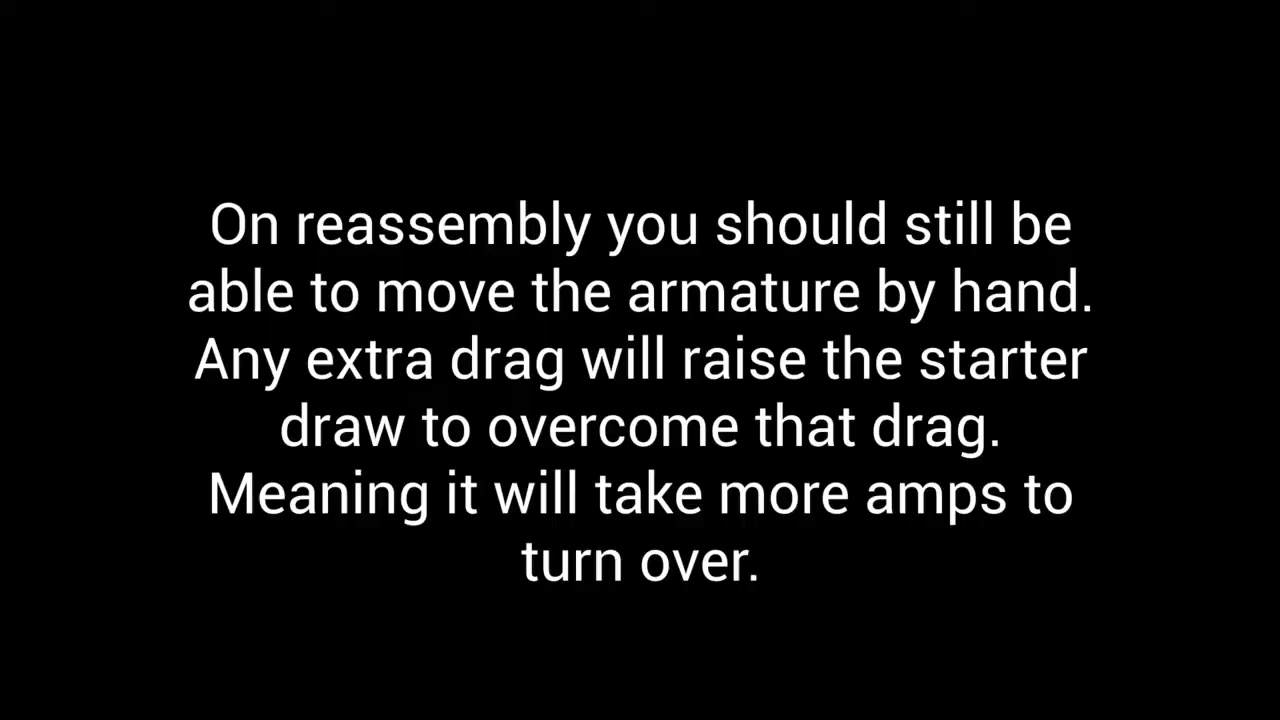 On reassembly you should still be
able to move the armature by hand.
Any extra drag will raise the starter
draw to overcome that drag.
Meaning it will take more amps to
turn over.